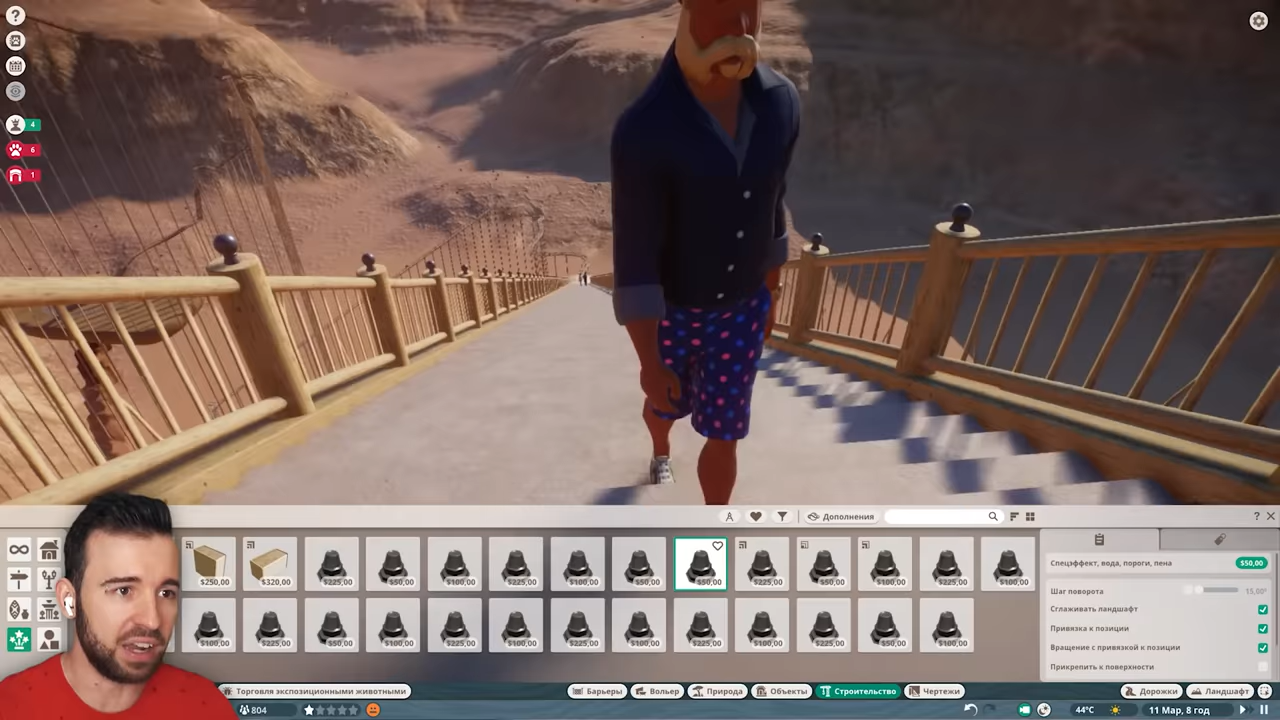 ?
4
6
1
Дополнения
? ×
$250,00 $320,00 $225,00 $50,00 $100,00 $225,00 $100,00 $50,00 $50,00 $225,00 $50,00 $100,00 $225,00 $100,00
$100,00 $225,00 $50,00 $100,00 $225,00 $100,00 $225,00 $100,00 $225,00 $100,00 $225,00 $50,00 $100,00
Спецэффект, вода, пороги, пена $50,00
Шаг поворота 15,00°
Сглаживать ландшафт
Привязка к позиции
Вращение с привязкой к позиции
Прикрепить к поверхности
Торговля экспозиционными животными Барьеры Вольер Природа Объекты Строительство Чертежи Дорожки Ландшафт
804 44°C 11 Мар, 8 год